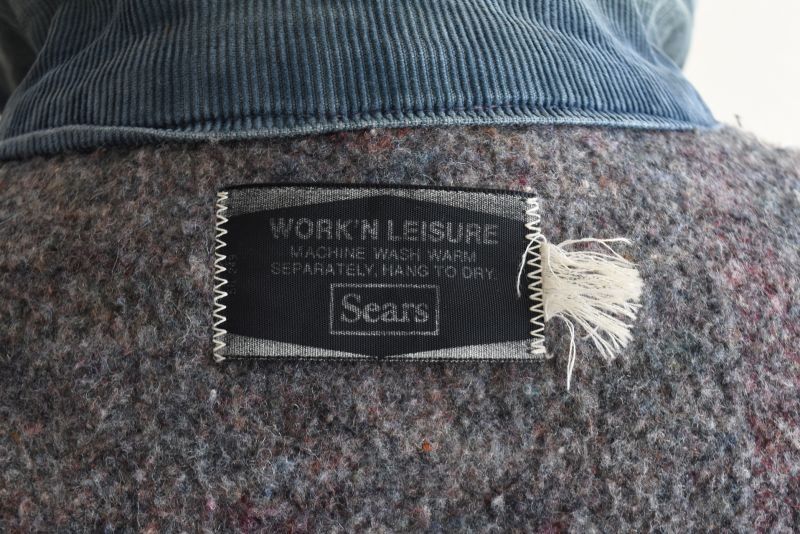 WORK'N LEISURE
MACHINE WASH WARM
SEPARATELY, HANG TO DRY.
Sears